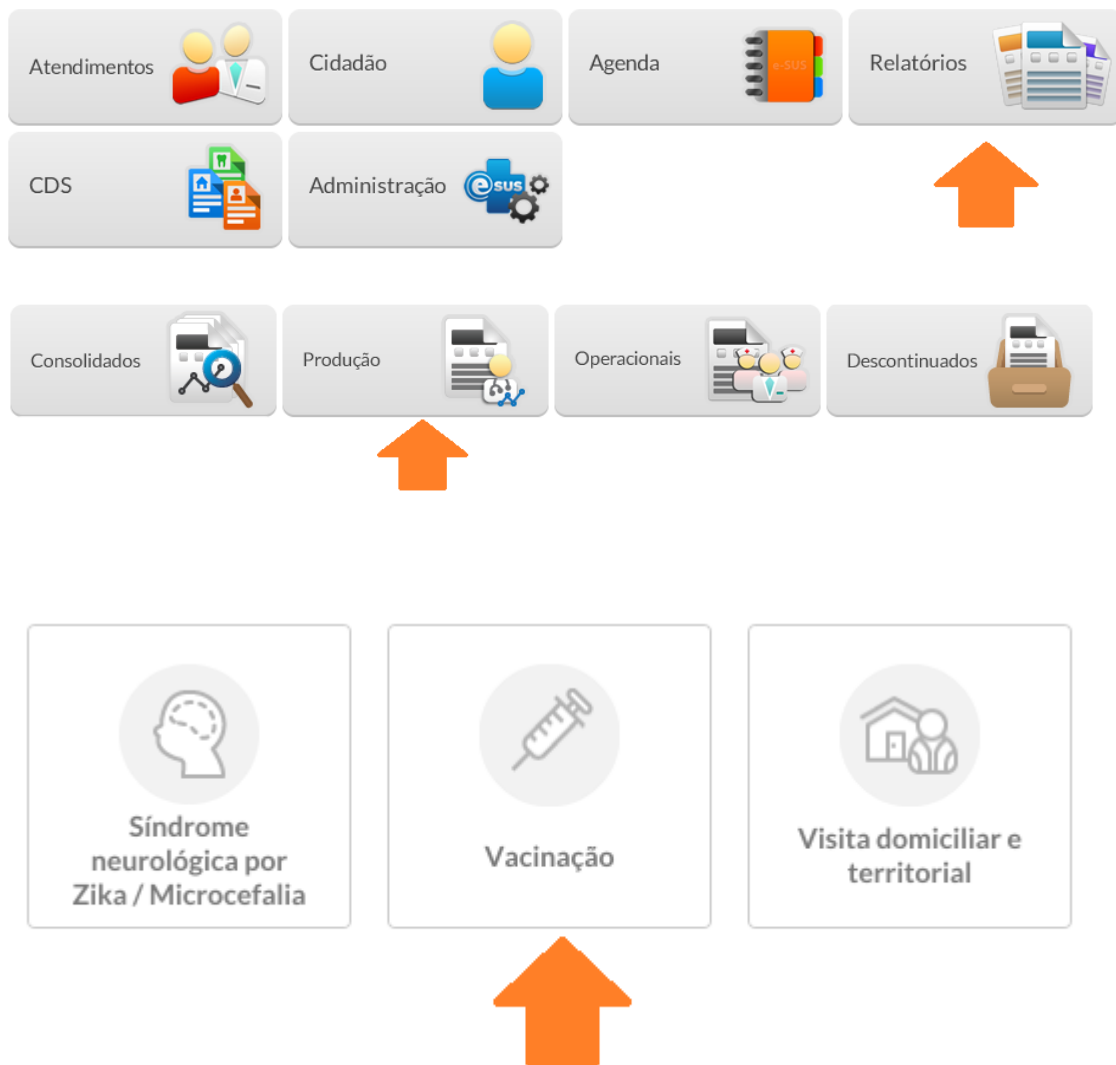 Atendimentos
Cidadão
Agenda
e-SUS
Relatórios
CDS
Administração
esus
Consolidados
Produção
Operacionais
Descontinuados
Síndrome
neurológica por
Zika / Microcefalia
Vacinação
Visita domiciliar e
territorial